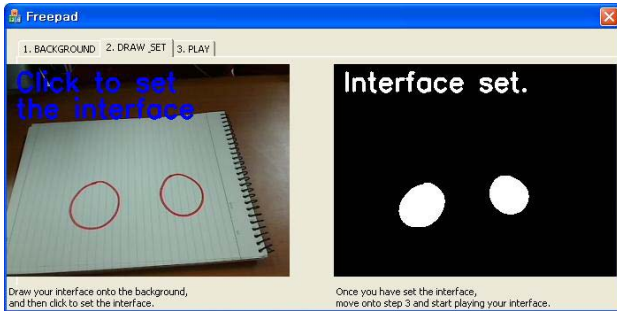 Freepad
1. BACKGROUND
2. DRAW_SET
3. PLAY
Click to set
the interface
Interface set.
Draw your interface onto the background,
and then click to set the interface.
Once you have set the interface,
move onto step 3 and start playing your interface.